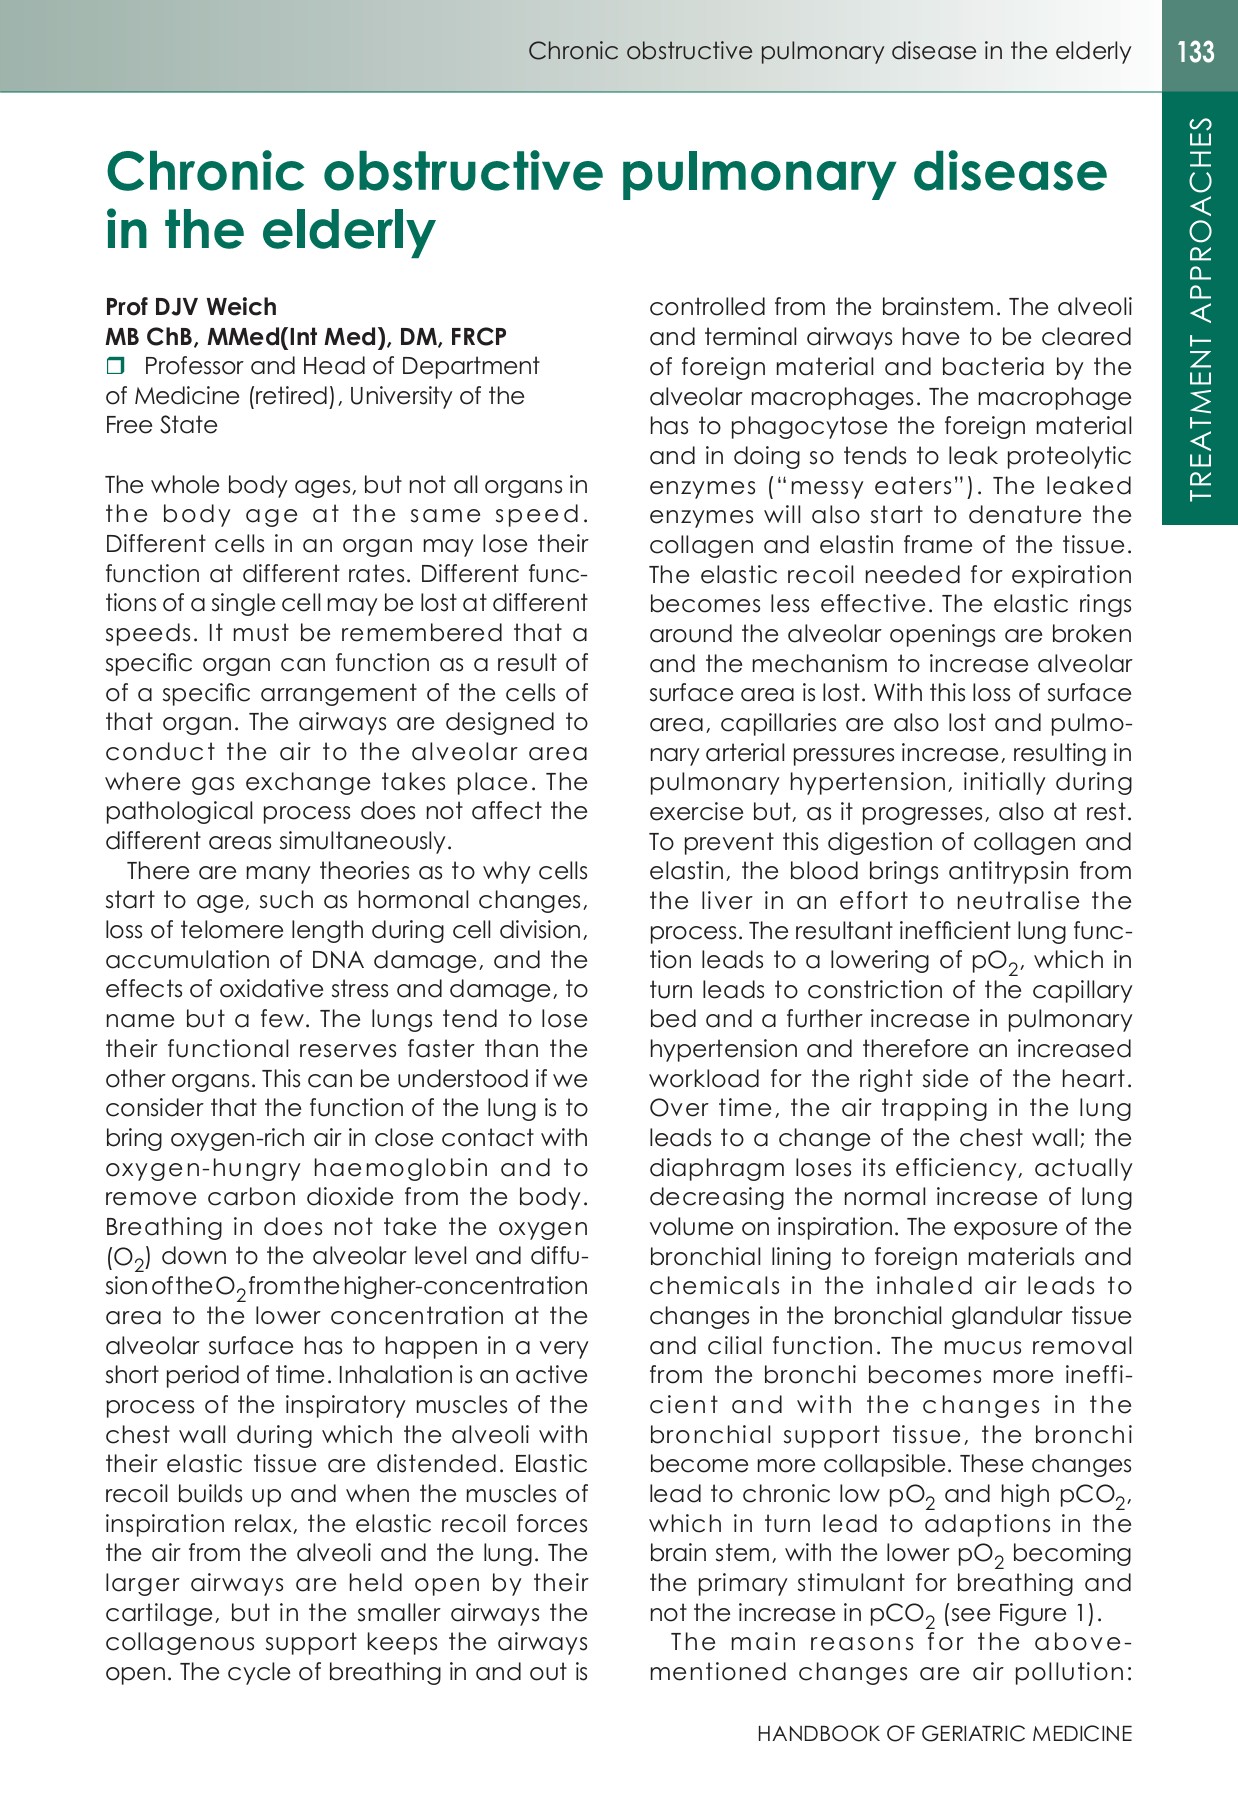 Chronic obstructive pulmonary disease in the elderly
133
TREATMENT APPROACHES
Chronic obstructive pulmonary disease
in the elderly
Prof DJV Weich
MB ChB, MMed(Int Med), DM, FRCP
❒ Professor and Head of Department
of Medicine (retired), University of the
Free State
The whole body ages, but not all organs in
the body age at the same speed.
Different cells in an organ may lose their
function at different rates. Different func-
tions of a single cell may be lost at different
speeds. It must be remembered that a
specific organ can function as a result of
of a specific arrangement of the cells of
that organ. The airways are designed to
conduct the air to the alveolar area
where gas exchange takes place. The
pathological process does not affect the
different areas simultaneously.
There are many theories as to why cells
start to age, such as hormonal changes,
loss of telomere length during cell division,
accumulation of DNA damage, and the
effects of oxidative stress and damage, to
name but a few. The lungs tend to lose
their functional reserves faster than the
other organs. This can be understood if we
consider that the function of the lung is to
bring oxygen-rich air in close contact with
oxygen-hungry haemoglobin and to
remove carbon dioxide from the body.
Breathing in does not take the oxygen
(O₂) down to the alveolar level and diffu-
sion of the O₂ from the higher-concentration
area to the lower concentration at the
alveolar surface has to happen in a very
short period of time. Inhalation is an active
process of the inspiratory muscles of the
chest wall during which the alveoli with
their elastic tissue are distended. Elastic
recoil builds up and when the muscles of
inspiration relax, the elastic recoil forces
the air from the alveoli and the lung. The
larger airways are held open by their
cartilage, but in the smaller airways the
collagenous support keeps the airways
open. The cycle of breathing in and out is
controlled from the brainstem. The alveoli
and terminal airways have to be cleared
of foreign material and bacteria by the
alveolar macrophages. The macrophage
has to phagocytose the foreign material
and in doing so tends to leak proteolytic
enzymes (“messy eaters”). The leaked
enzymes will also start to denature the
collagen and elastin frame of the tissue.
The elastic recoil needed for expiration
becomes less effective. The elastic rings
around the alveolar openings are broken
and the mechanism to increase alveolar
surface area is lost. With this loss of surface
area, capillaries are also lost and pulmo-
nary arterial pressures increase, resulting in
pulmonary hypertension, initially during
exercise but, as it progresses, also at rest.
To prevent this digestion of collagen and
elastin, the blood brings antitrypsin from
the liver in an effort to neutralise the
process. The resultant inefficient lung func-
tion leads to a lowering of pO₂, which in
turn leads to constriction of the capillary
bed and a further increase in pulmonary
hypertension and therefore an increased
workload for the right side of the heart.
Over time, the air trapping in the lung
leads to a change of the chest wall; the
diaphragm loses its efficiency, actually
decreasing the normal increase of lung
volume on inspiration. The exposure of the
bronchial lining to foreign materials and
chemicals in the inhaled air leads to
changes in the bronchial glandular tissue
and cilial function. The mucus removal
from the bronchi becomes more ineffi-
cient and with the changes in the
bronchial support tissue, the bronchi
become more collapsible. These changes
lead to chronic low pO₂ and high pCO₂,
which in turn lead to adaptions in the
brain stem, with the lower pO₂ becoming
the primary stimulant for breathing and
not the increase in pCO₂ (see Figure 1).
The main reasons for the above-
mentioned changes are air pollution:
HANDBOOK OF GERIATRIC MEDICINE